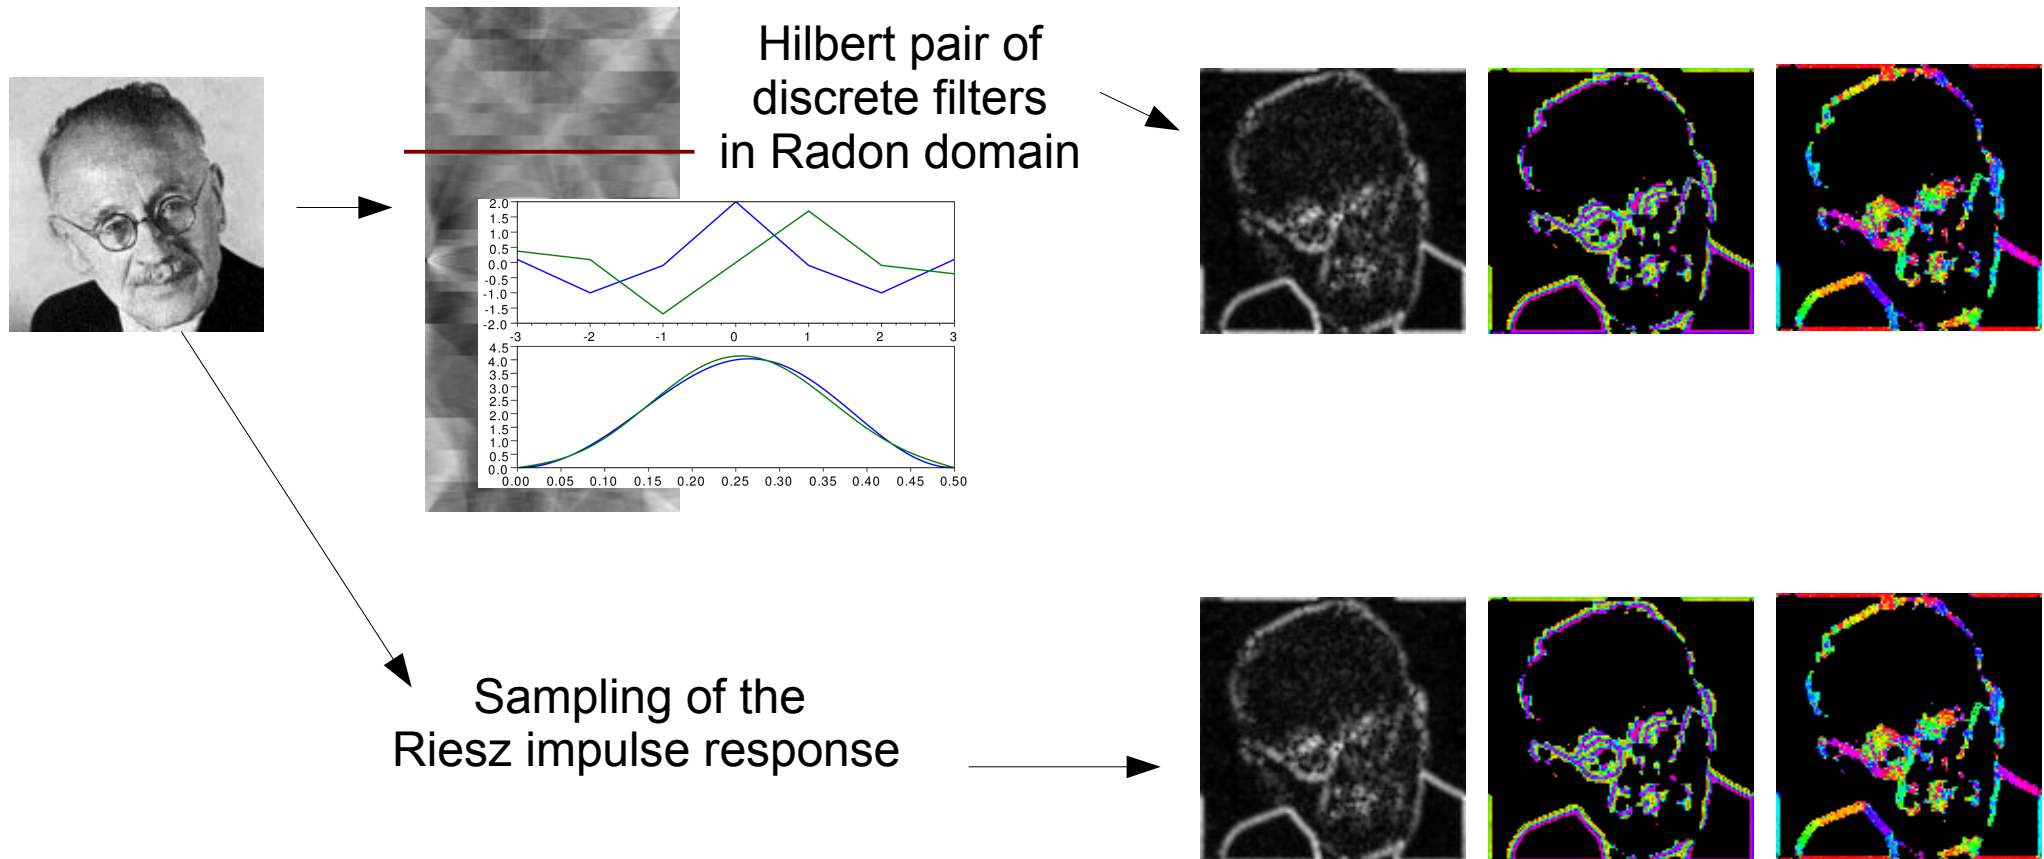 Hilbert pair of
discrete filters
in Radon domain
2.0
1.5
1.0
0.5
0.0
-0.5
-1.0
-1.5
-2.0
-3 -2 -1 0 1 2 3
4.5
4.0
3.5
3.0
2.5
2.0
1.5
1.0
0.5
0.0
0.00 0.05 0.10 0.15 0.20 0.25 0.30 0.35 0.40 0.45 0.50
Sampling of the
Riesz impulse response